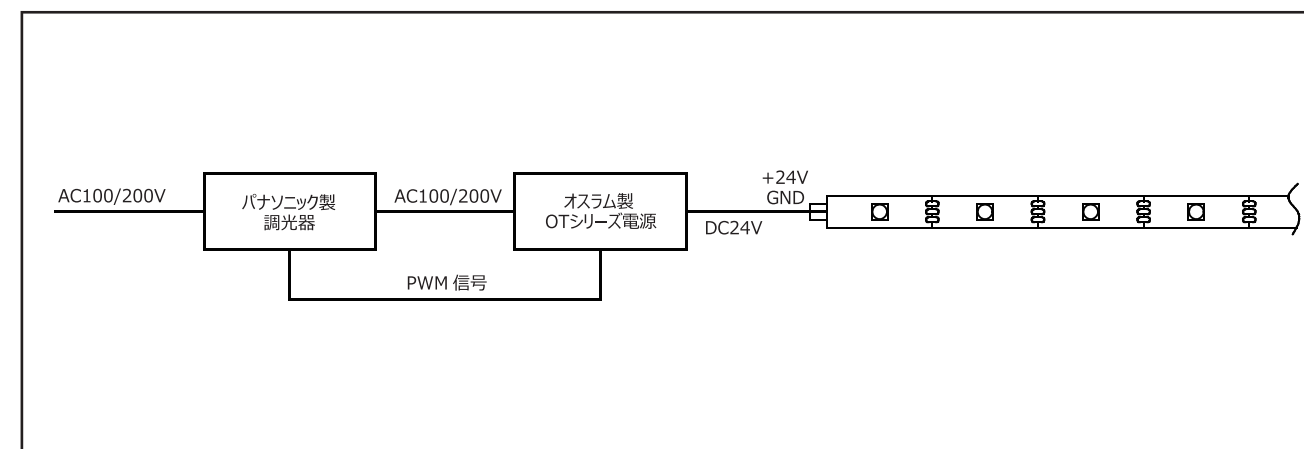 AC100/200V
パナソニック製
調光器
AC100/200V
オスラム製
OTシリーズ電源
+24V
GND
DC24V
PWM 信号